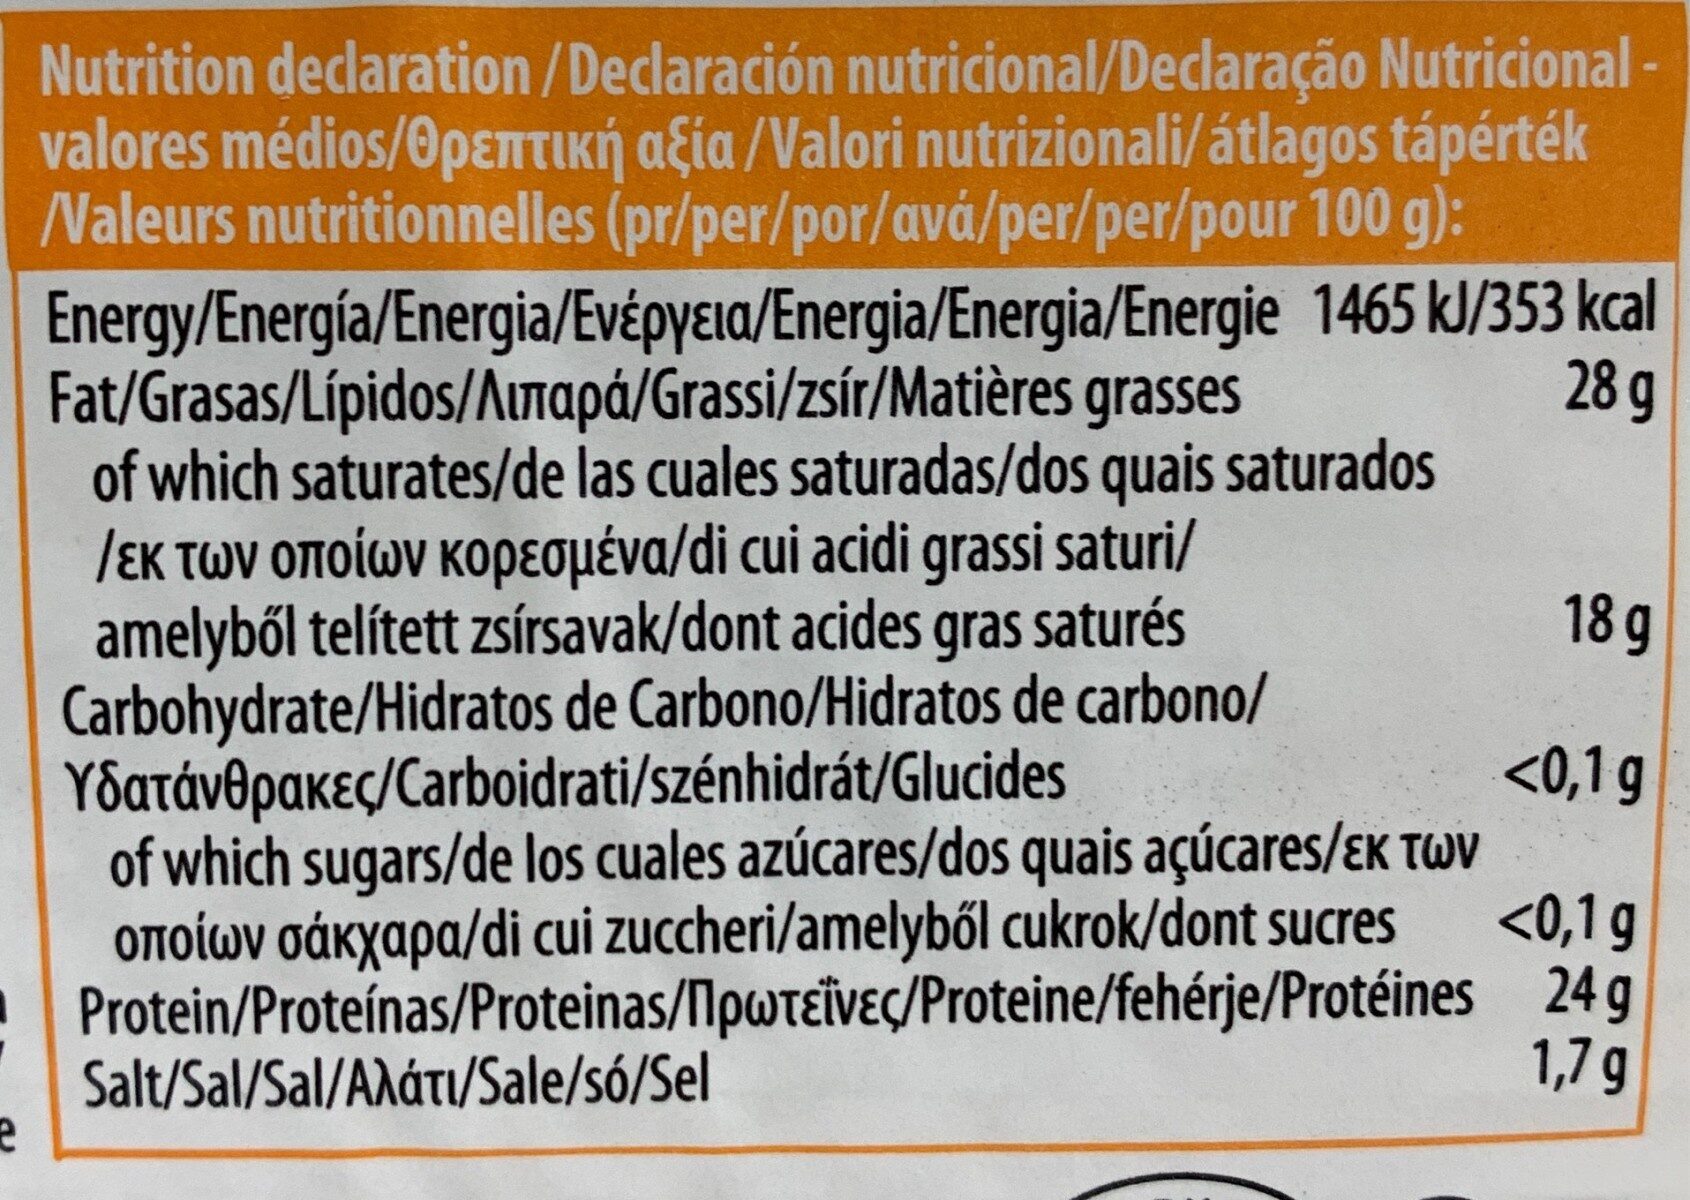 Nutrition declaration / Declaración nutricional/Declaração Nutricional -
valores médios/Θρεπτική αξία /Valori nutrizionali/ átlagos tápérték
/Valeurs nutritionnelles (pr/per/por/ανά/per/per/pour 100 g):
Energy/Energía/Energia/Ενέργεια/Energia/Energia/Energie 1465 kJ/353 kcal
Fat/Grasas/Lípidos/Λιπαρά/Grassi/zsír/Matières grasses 28 g
of which saturates/de las cuales saturadas/dos quais saturados
/εκ των οποίων κορεσμένα/di cui acidi grassi saturi/
amelyből telített zsírsavak/dont acides gras saturés 18 g
Carbohydrate/Hidratos de Carbono/Hidratos de carbono/
Υδατάνθρακες/Carboidrati/szénhidrát/Glucides <0,1 g
of which sugars/de los cuales azúcares/dos quais açúcares/εκ των
οποίων σάκχαρα/di cui zuccheri/amelyből cukrok/dont sucres <0,1 g
Protein/Proteínas/Proteinas/Πρωτεΐνες/Proteine/fehérje/Protéines 24 g
Salt/Sal/Sal/Αλάτι/Sale/só/Sel 1,7 g